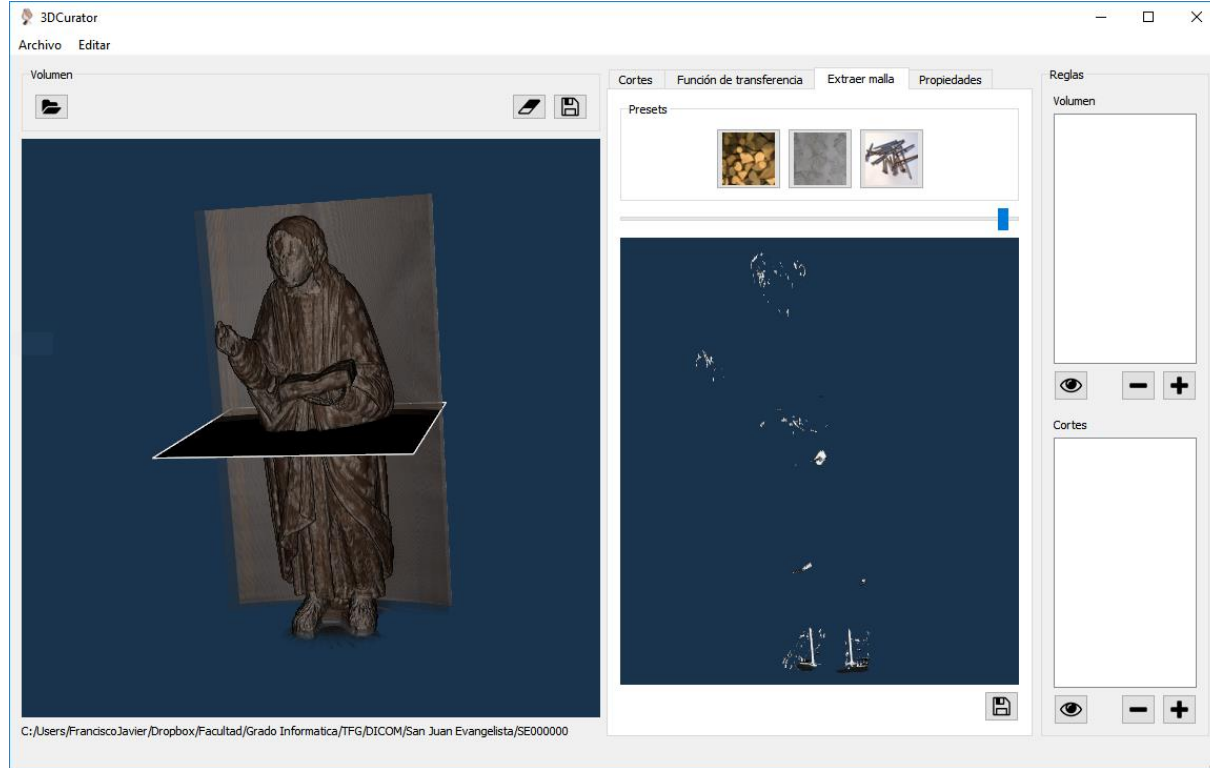 3DCurator
Archivo Editar
Volumen
Cortes Función de transferencia Extraer malla Propiedades
Presets
Reglas
Volumen
Cortes
C:/Users/FranciscoJavier/Dropbox/Facultad/Grado Informatica/TFG/DICOM/San Juan Evangelista/SE000000